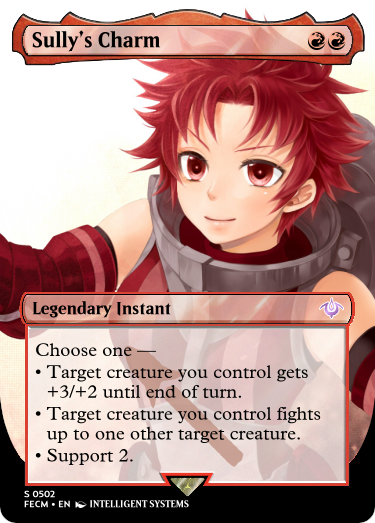 Sully's Charm
Legendary Instant
Choose one —
• Target creature you control gets
+3/+2 until end of turn.
• Target creature you control fights
up to one other target creature.
• Support 2.
S 0502
FECM • EN INTELLIGENT SYSTEMS